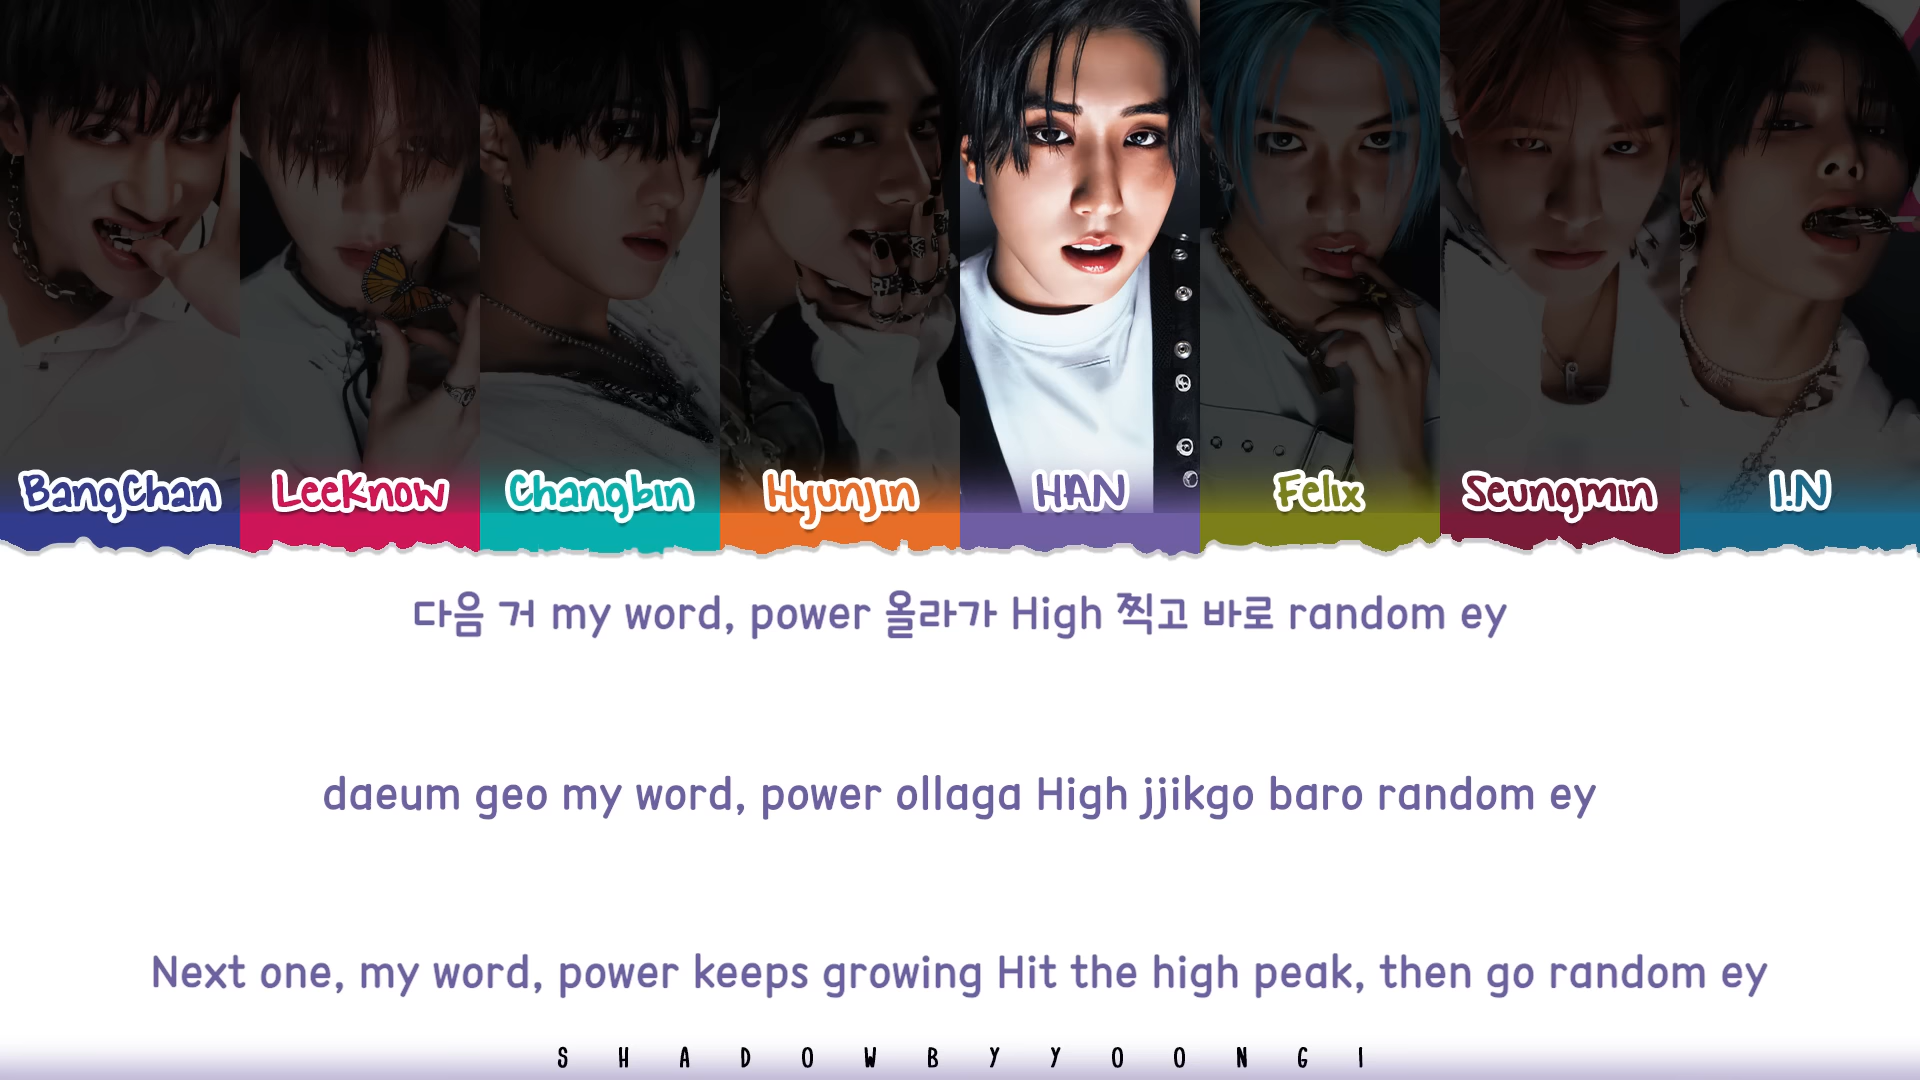 BangChan LeeKnow Changbin Hyunjin HAN Felix Seungmin I.N
다음 거 my word, power 올라가 High 찍고 바로 random ey
daeum geo my word, power ollaga High jjikgo baro random ey
Next one, my word, power keeps growing Hit the high peak, then go random ey
SHADOWBYYOONGI